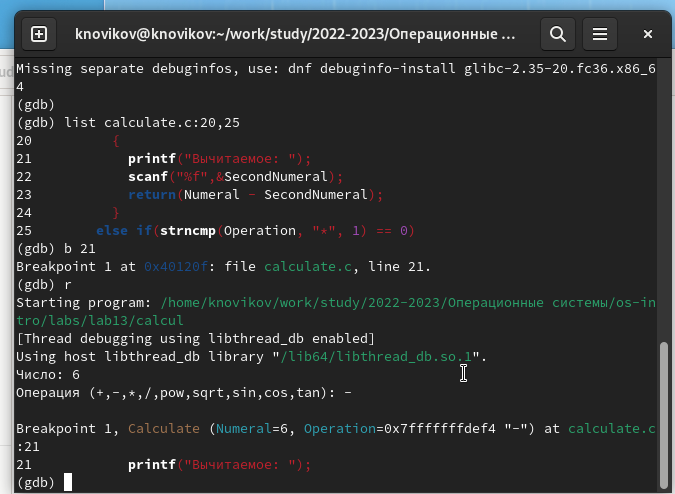 knovikov@knovikov:~/work/study/2022-2023/Операционные ...
Missing separate debuginfos, use: dnf debuginfo-install glibc-2.35-20.fc36.x86_6
4
(gdb)
(gdb) list calculate.c:20,25
20          {
21            printf("Вычитаемое: ");
22            scanf("%f",&SecondNumeral);
23            return(Numeral - SecondNumeral);
24          }
25        else if(strncmp(Operation, "*", 1) == 0)
(gdb) b 21
Breakpoint 1 at 0x40120f: file calculate.c, line 21.
(gdb) r
Starting program: /home/knovikov/work/study/2022-2023/Операционные системы/os-in
tro/labs/lab13/calcul
[Thread debugging using libthread_db enabled]
Using host libthread_db library "/lib64/libthread_db.so.1".
Число: 6
Операция (+,-,*,/,pow,sqrt,sin,cos,tan): -
Breakpoint 1, Calculate (Numeral=6, Operation=0x7fffffffdef4 "-") at calculate.c
:21
21            printf("Вычитаемое: ");
(gdb)